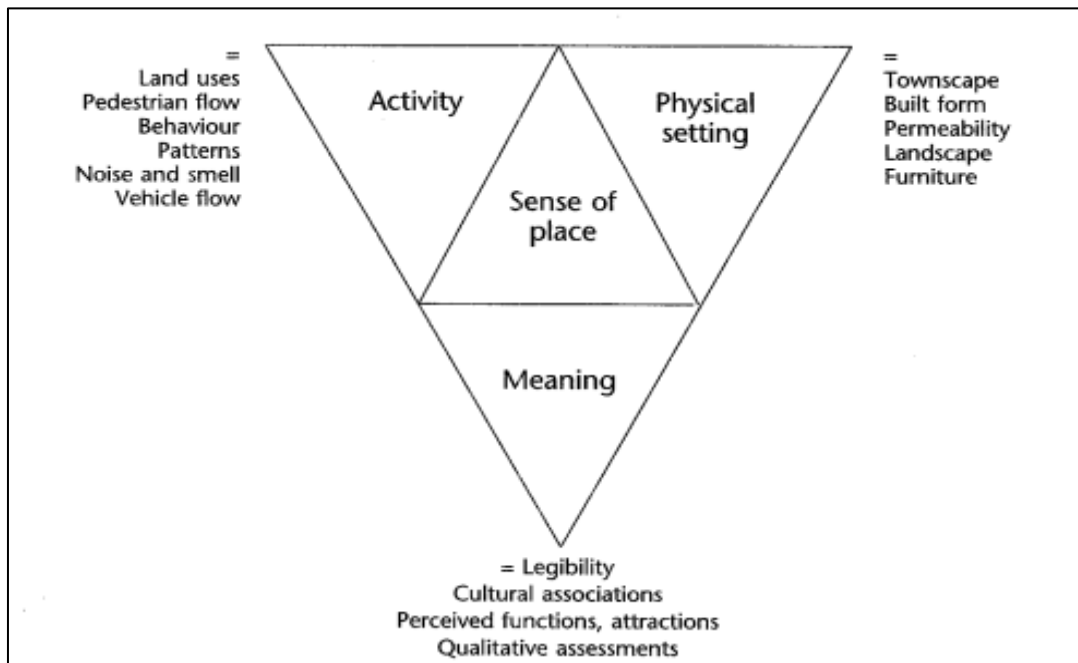 =
Land uses
Pedestrian flow
Behaviour
Patterns
Noise and smell
Vehicle flow
Activity
Physical
setting
=
Townscape
Built form
Permeability
Landscape
Furniture
Sense of
place
Meaning
= Legibility
Cultural associations
Perceived functions, attractions
Qualitative assessments